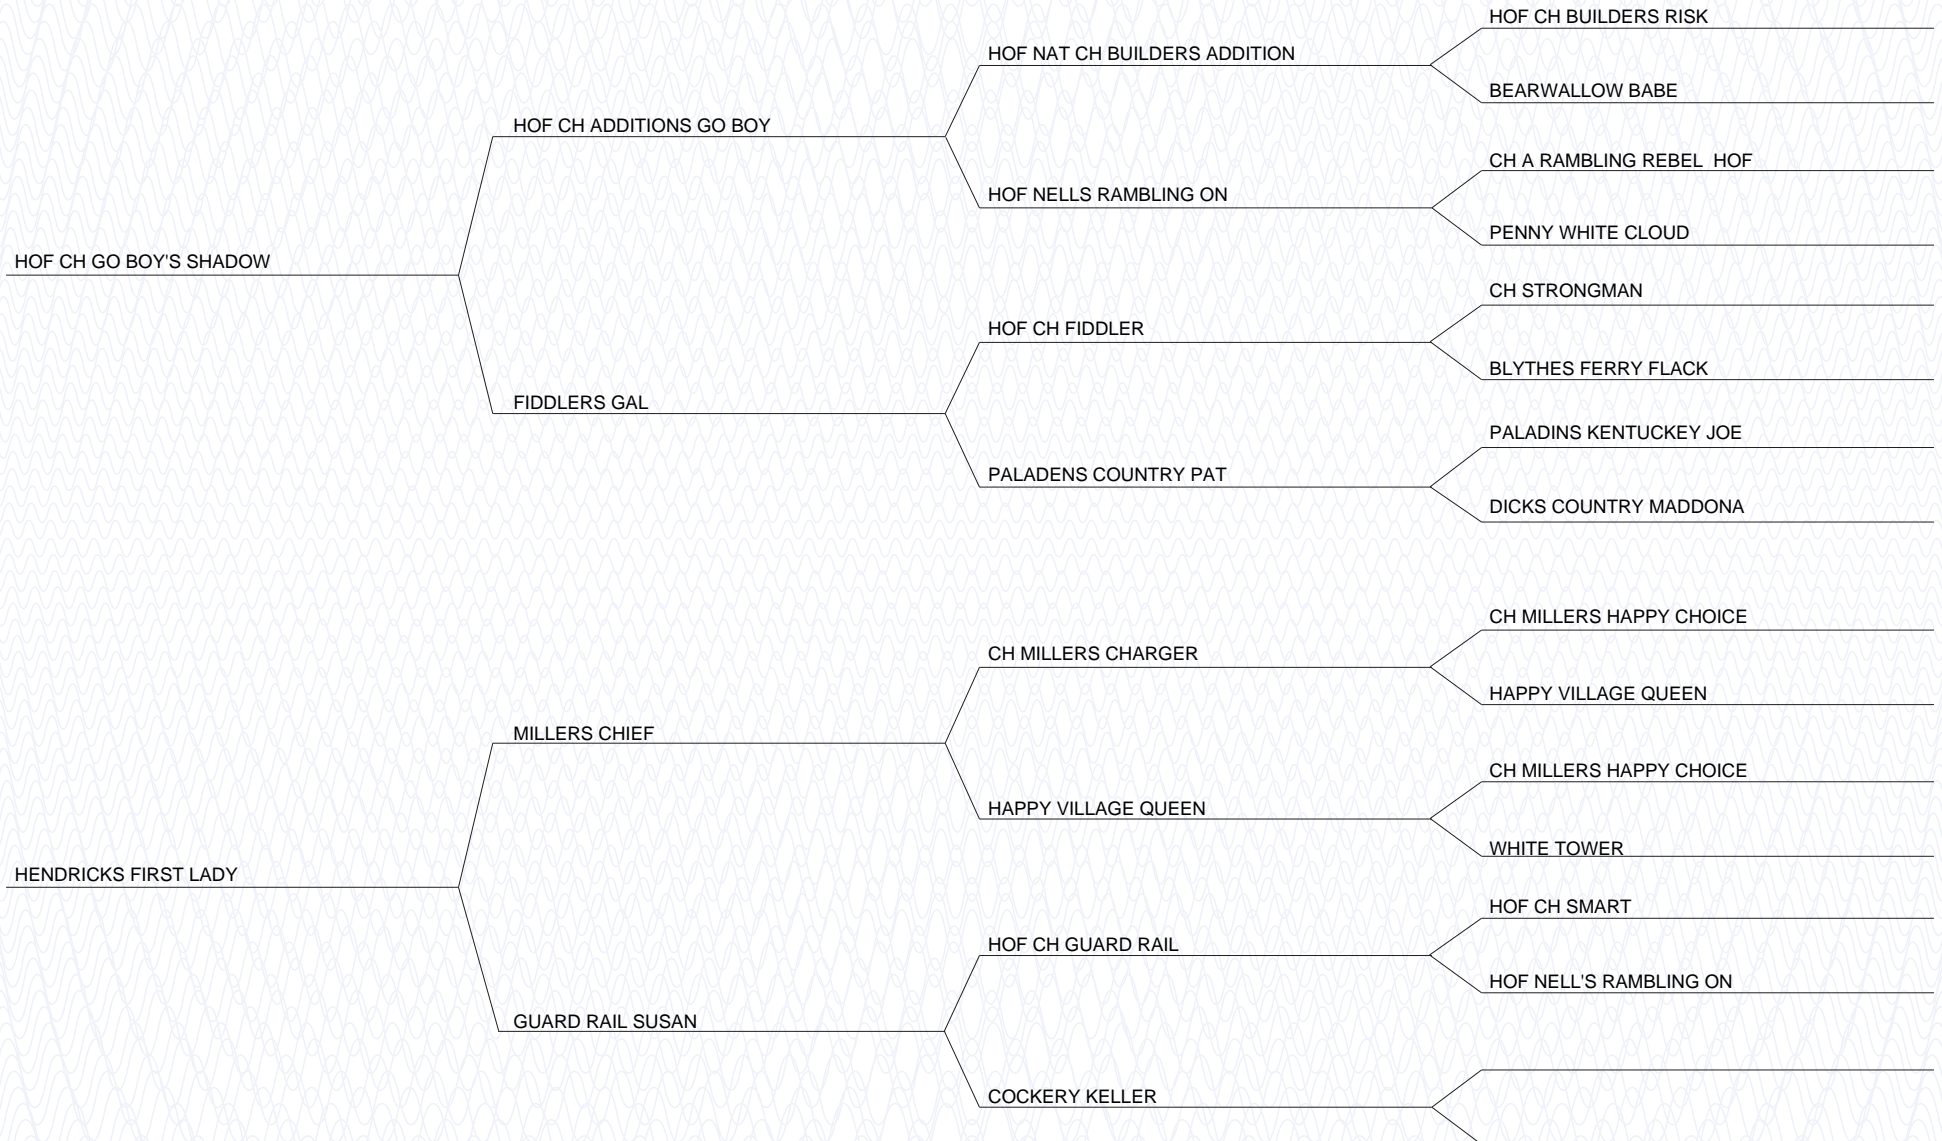 HOF CH BUILDERS RISK
HOF NAT CH BUILDERS ADDITION
BEARWALLOW BABE
HOF CH ADDITIONS GO BOY
CH A RAMBLING REBEL  HOF
HOF NELLS RAMBLING ON
PENNY WHITE CLOUD
HOF CH GO BOY'S SHADOW
CH STRONGMAN
HOF CH FIDDLER
BLYTHES FERRY FLACK
FIDDLERS GAL
PALADINS KENTUCKEY JOE
PALADENS COUNTRY PAT
DICKS COUNTRY MADDONA
CH MILLERS HAPPY CHOICE
CH MILLERS CHARGER
HAPPY VILLAGE QUEEN
MILLERS CHIEF
CH MILLERS HAPPY CHOICE
HAPPY VILLAGE QUEEN
WHITE TOWER
HENDRICKS FIRST LADY
HOF CH SMART
HOF CH GUARD RAIL
HOF NELL'S RAMBLING ON
GUARD RAIL SUSAN
COCKERY KELLER